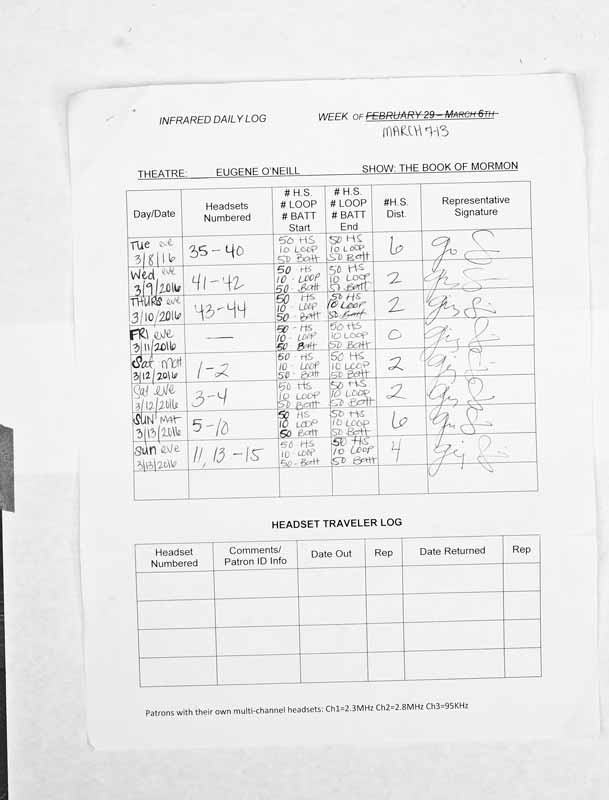 INFRARED DAILY LOG WEEK OF FEBRUARY 29 – MARCH 6TH
MARCH 7-13
THEATRE: EUGENE O'NEILL SHOW: THE BOOK OF MORMON
Day/Date
Headsets
Numbered
# H.S.
# LOOP
# BATT
Start
# H.S.
# LOOP
# BATT
End
#H.S.
Dist.
Representative
Signature
Tue eve
3/8/16
35-40
50 HS
10 LOOP
50 Batt
50 HS
10 LOOP
50 Batt
6
Wed eve
3/9/2016
41-42
50 HS
10 - LOOP
50 - Batt
50 HS
10 LOOP
50 Batt
2
THURS eve
3/10/2016
43-44
50 - HS
10 - LOOP
50 - Batt
50 HS
10 LOOP
50 Batt
2
FRI eve
3/11/2016
—
50 - HS
10 - LOOP
50 Batt
50 HS
10 LOOP
50 Batt
0
Sat Matt
3/12/2016
1-2
50 - HS
10 - LOOP
50 - Batt
50 HS
10 LOOP
50 Batt
2
Sat eve
3/12/2016
3-4
50 HS
10 LOOP
50 Batt
50 HS
10 LOOP
50 Batt
2
SUN MAT
3/13/2016
5-10
50 HS
10 LOOP
50 Batt
50 HS
10 LOOP
50 Batt
6
Sun eve
3/13/2016
11, 13-15
50 HS
10 - LOOP
50 - Batt
50 HS
10 LOOP
50 Batt
4
HEADSET TRAVELER LOG
Headset
Numbered
Comments/
Patron ID Info
Date Out
Rep
Date Returned
Rep
Patrons with their own multi-channel headsets: Ch1=2.3MHz Ch2=2.8MHz Ch3=95KHz